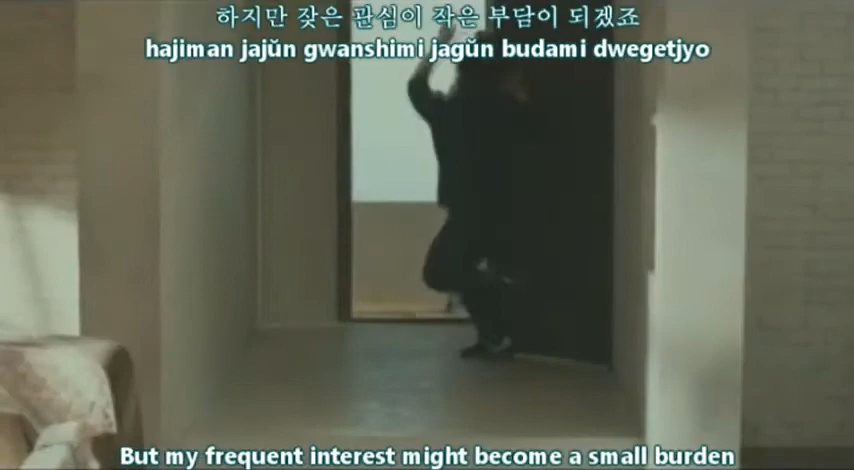 하지만 잦은 관심이 작은 부담이 되겠죠
hajiman jajŭn gwanshimi jagŭn budami dwegetjyo
But my frequent interest might become a small burden